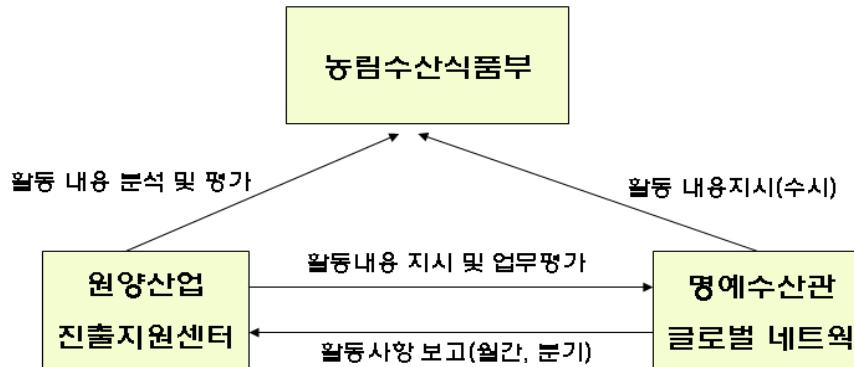 농림수산식품부
활동 내용 분석 및 평가
활동 내용지시(수시)
원양산업
진출지원센터
활동내용 지시 및 업무평가
활동사항 보고(월간, 분기)
명예수산관
글로벌 네트웍